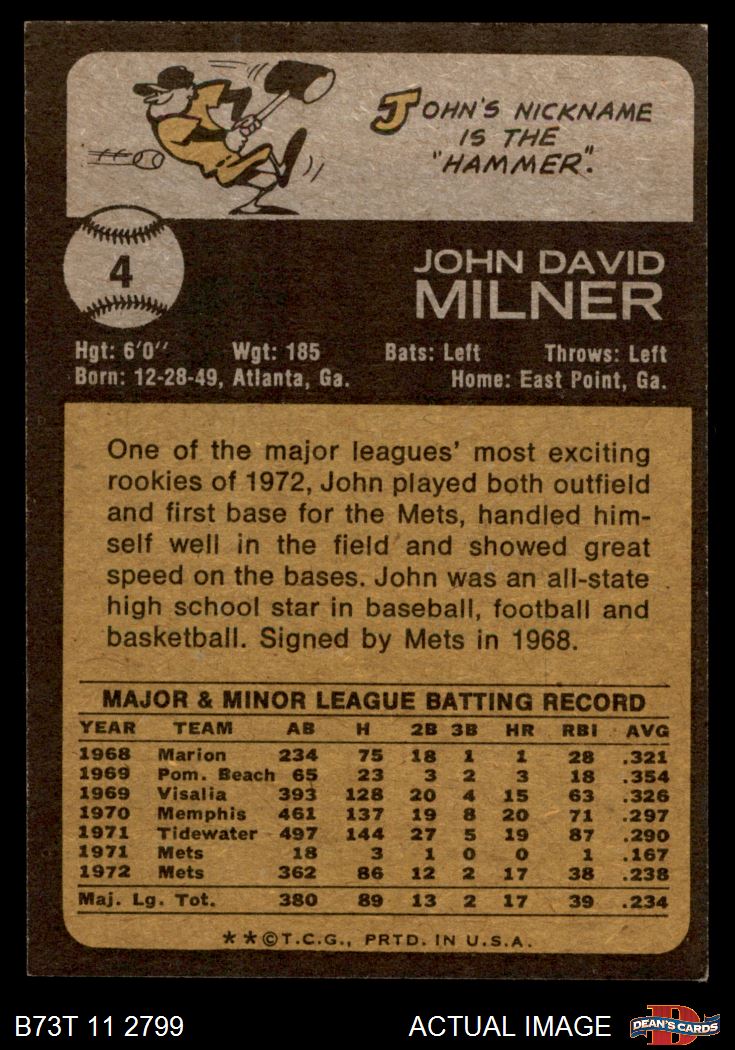 JOHN'S NICKNAME
IS THE
"HAMMER".
4
JOHN DAVID
MILNER
Hgt: 6'0" Wgt: 185 Bats: Left Throws: Left
Born: 12-28-49, Atlanta, Ga. Home: East Point, Ga.
One of the major leagues' most exciting
rookies of 1972, John played both outfield
and first base for the Mets, handled him-
self well in the field and showed great
speed on the bases. John was an all-state
high school star in baseball, football and
basketball. Signed by Mets in 1968.
MAJOR & MINOR LEAGUE BATTING RECORD
YEAR TEAM AB H 2B 3B HR RBI AVG
1968 Marion 234 75 18 1 1 28 .321
1969 Pom. Beach 65 23 3 2 3 18 .354
1969 Visalia 393 128 20 4 15 63 .326
1970 Memphis 461 137 19 8 20 71 .297
1971 Tidewater 497 144 27 5 19 87 .290
1971 Mets 18 3 1 0 0 1 .167
1972 Mets 362 86 12 2 17 38 .238
Maj. Lg. Tot. 380 89 13 2 17 39 .234
**©T.C.G., PRTD. IN U.S.A.
B73T 11 2799 ACTUAL IMAGE D DEAN'S CARDS